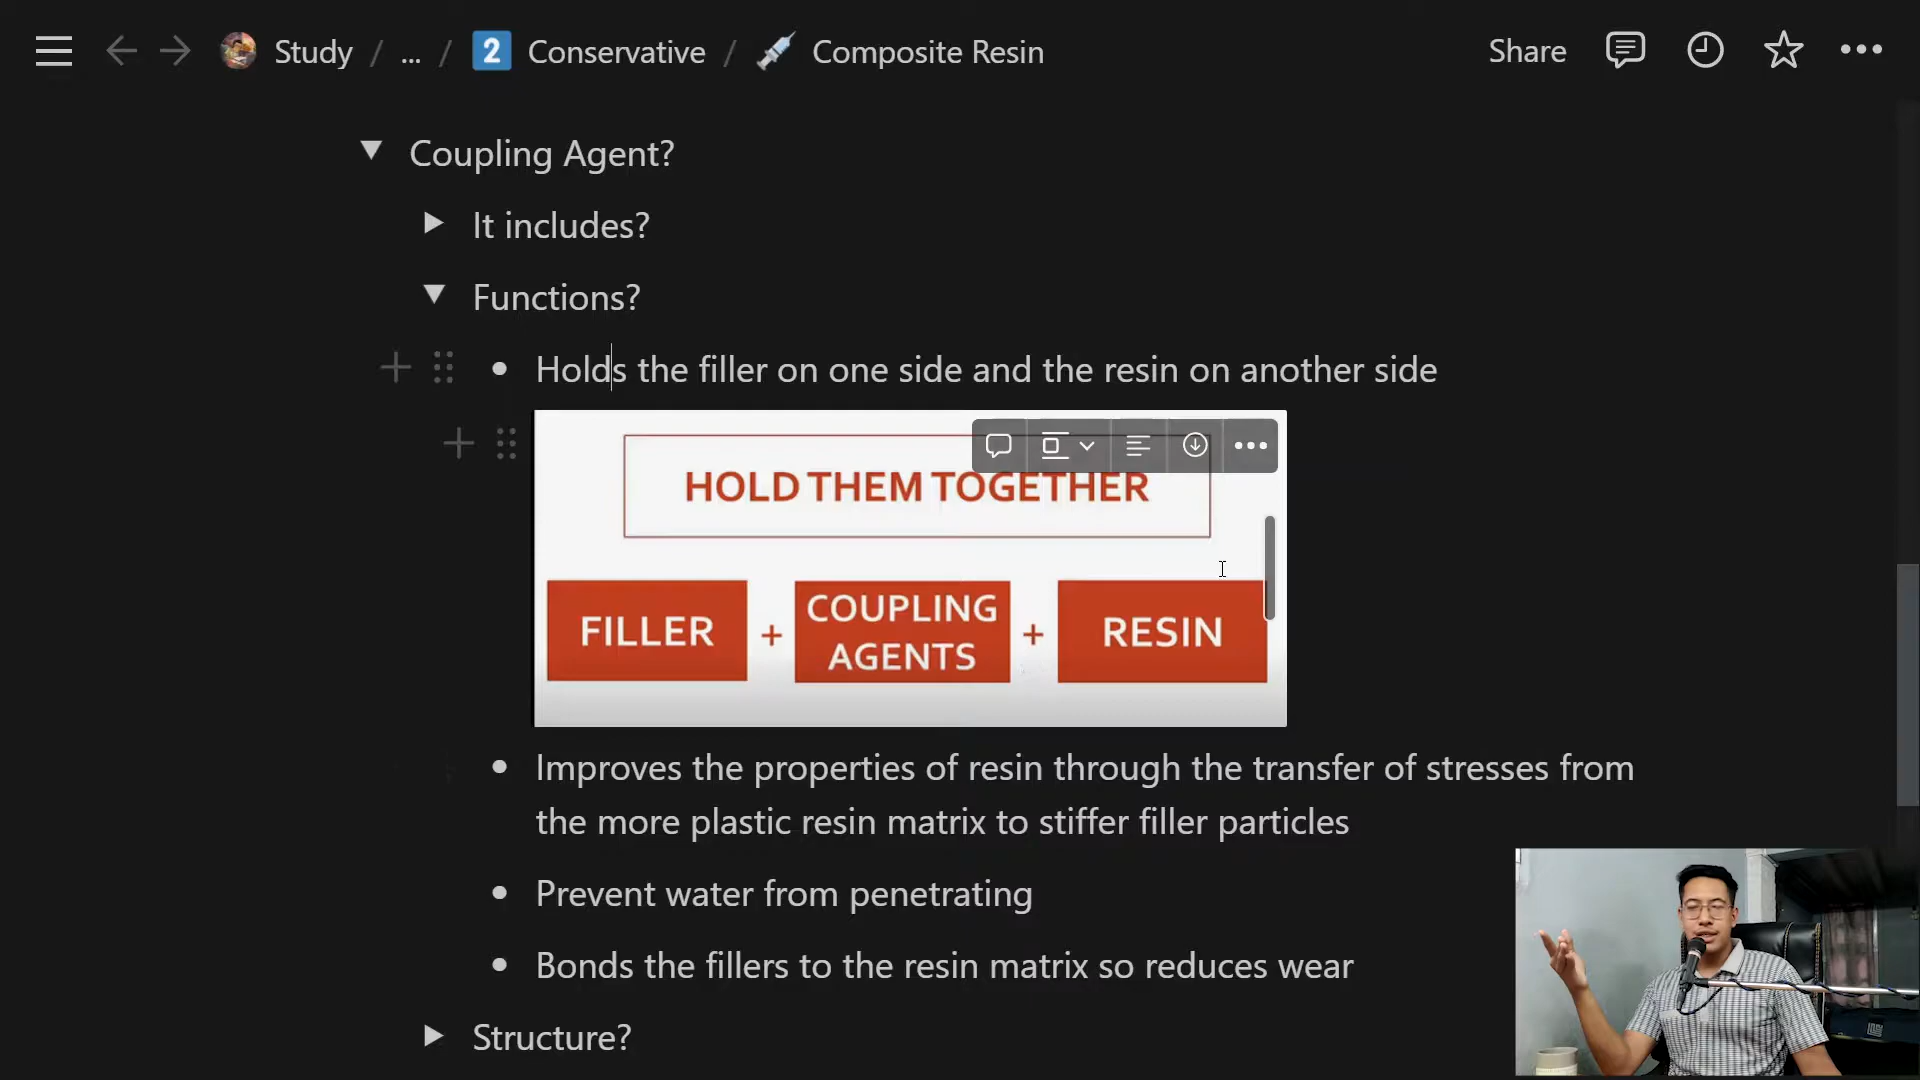 Study / ... / 2 Conservative / Composite Resin
Share
Coupling Agent?
It includes?
Functions?
Holds the filler on one side and the resin on another side
HOLD THEM TOGETHER
FILLER + COUPLING AGENTS + RESIN
Improves the properties of resin through the transfer of stresses from
the more plastic resin matrix to stiffer filler particles
Prevent water from penetrating
Bonds the fillers to the resin matrix so reduces wear
Structure?